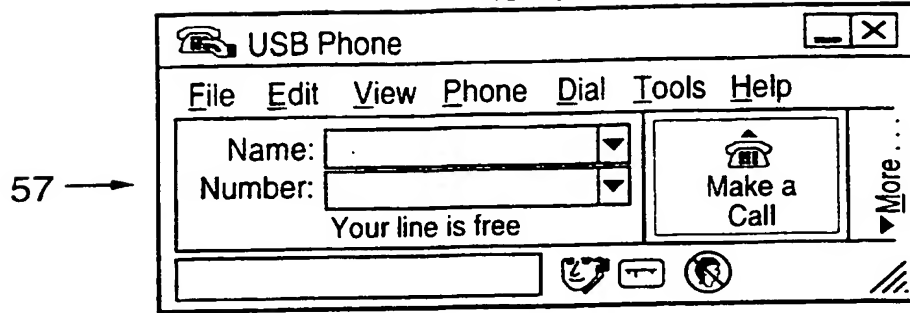 USB Phone
File Edit View Phone Dial Tools Help
Name:
Number:
Your line is free
Make a
Call
More....
57